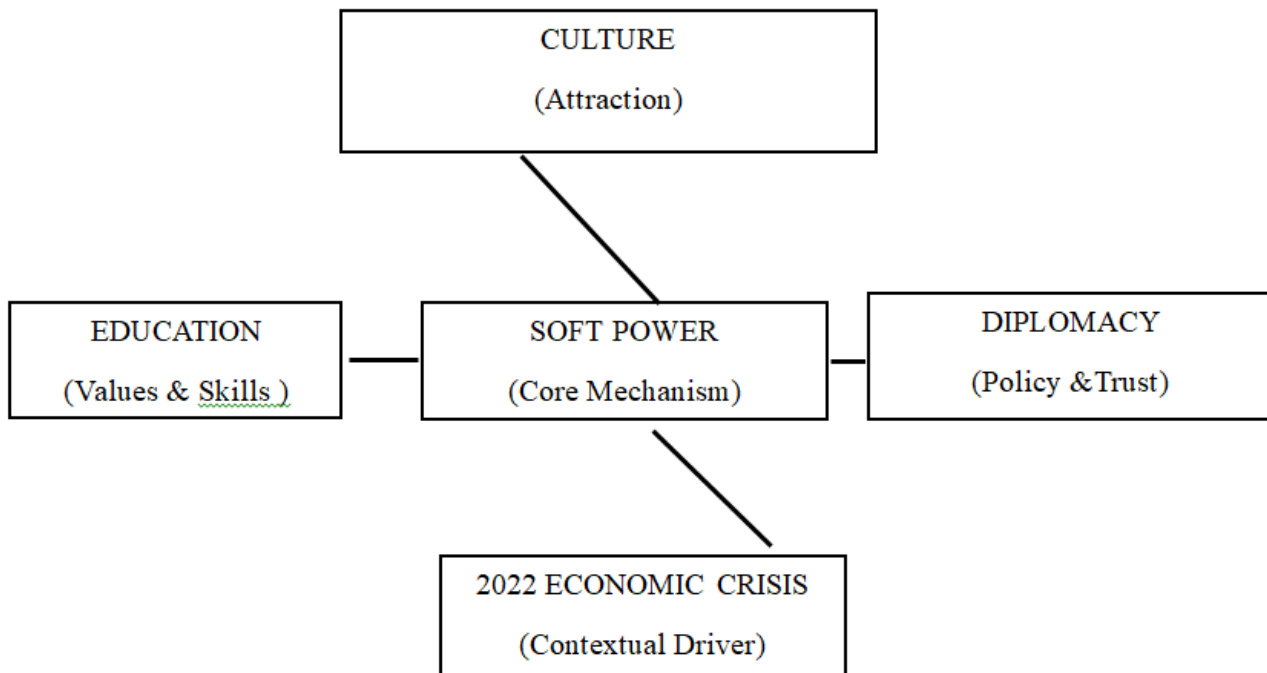 CULTURE
(Attraction)
EDUCATION
(Values & Skills )
SOFT POWER
(Core Mechanism)
DIPLOMACY
(Policy &Trust)
2022 ECONOMIC CRISIS
(Contextual Driver)